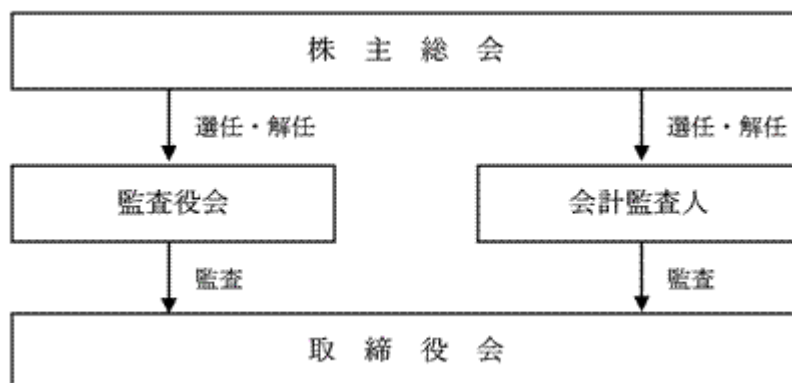 株主総会
選任・解任
選任・解任
監査役会
会計監査人
監査
監査
取締役会